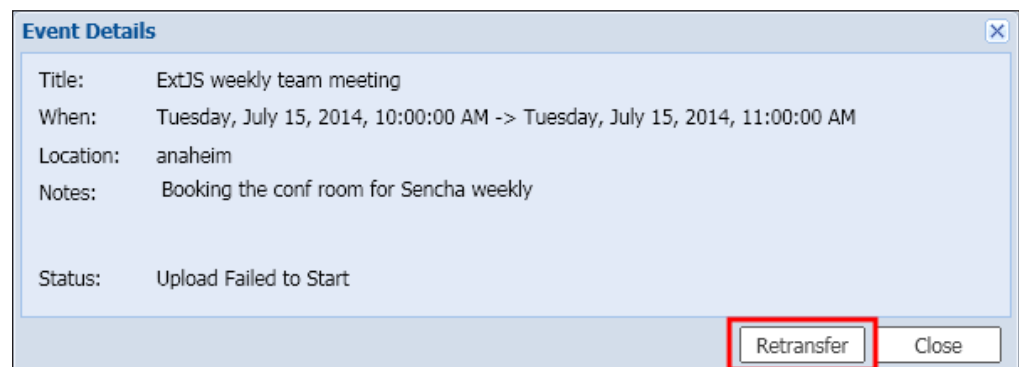 Event Details
Title: ExtJS weekly team meeting
When: Tuesday, July 15, 2014, 10:00:00 AM -> Tuesday, July 15, 2014, 11:00:00 AM
Location: anaheim
Notes: Booking the conf room for Sencha weekly
Status: Upload Failed to Start
Retransfer Close